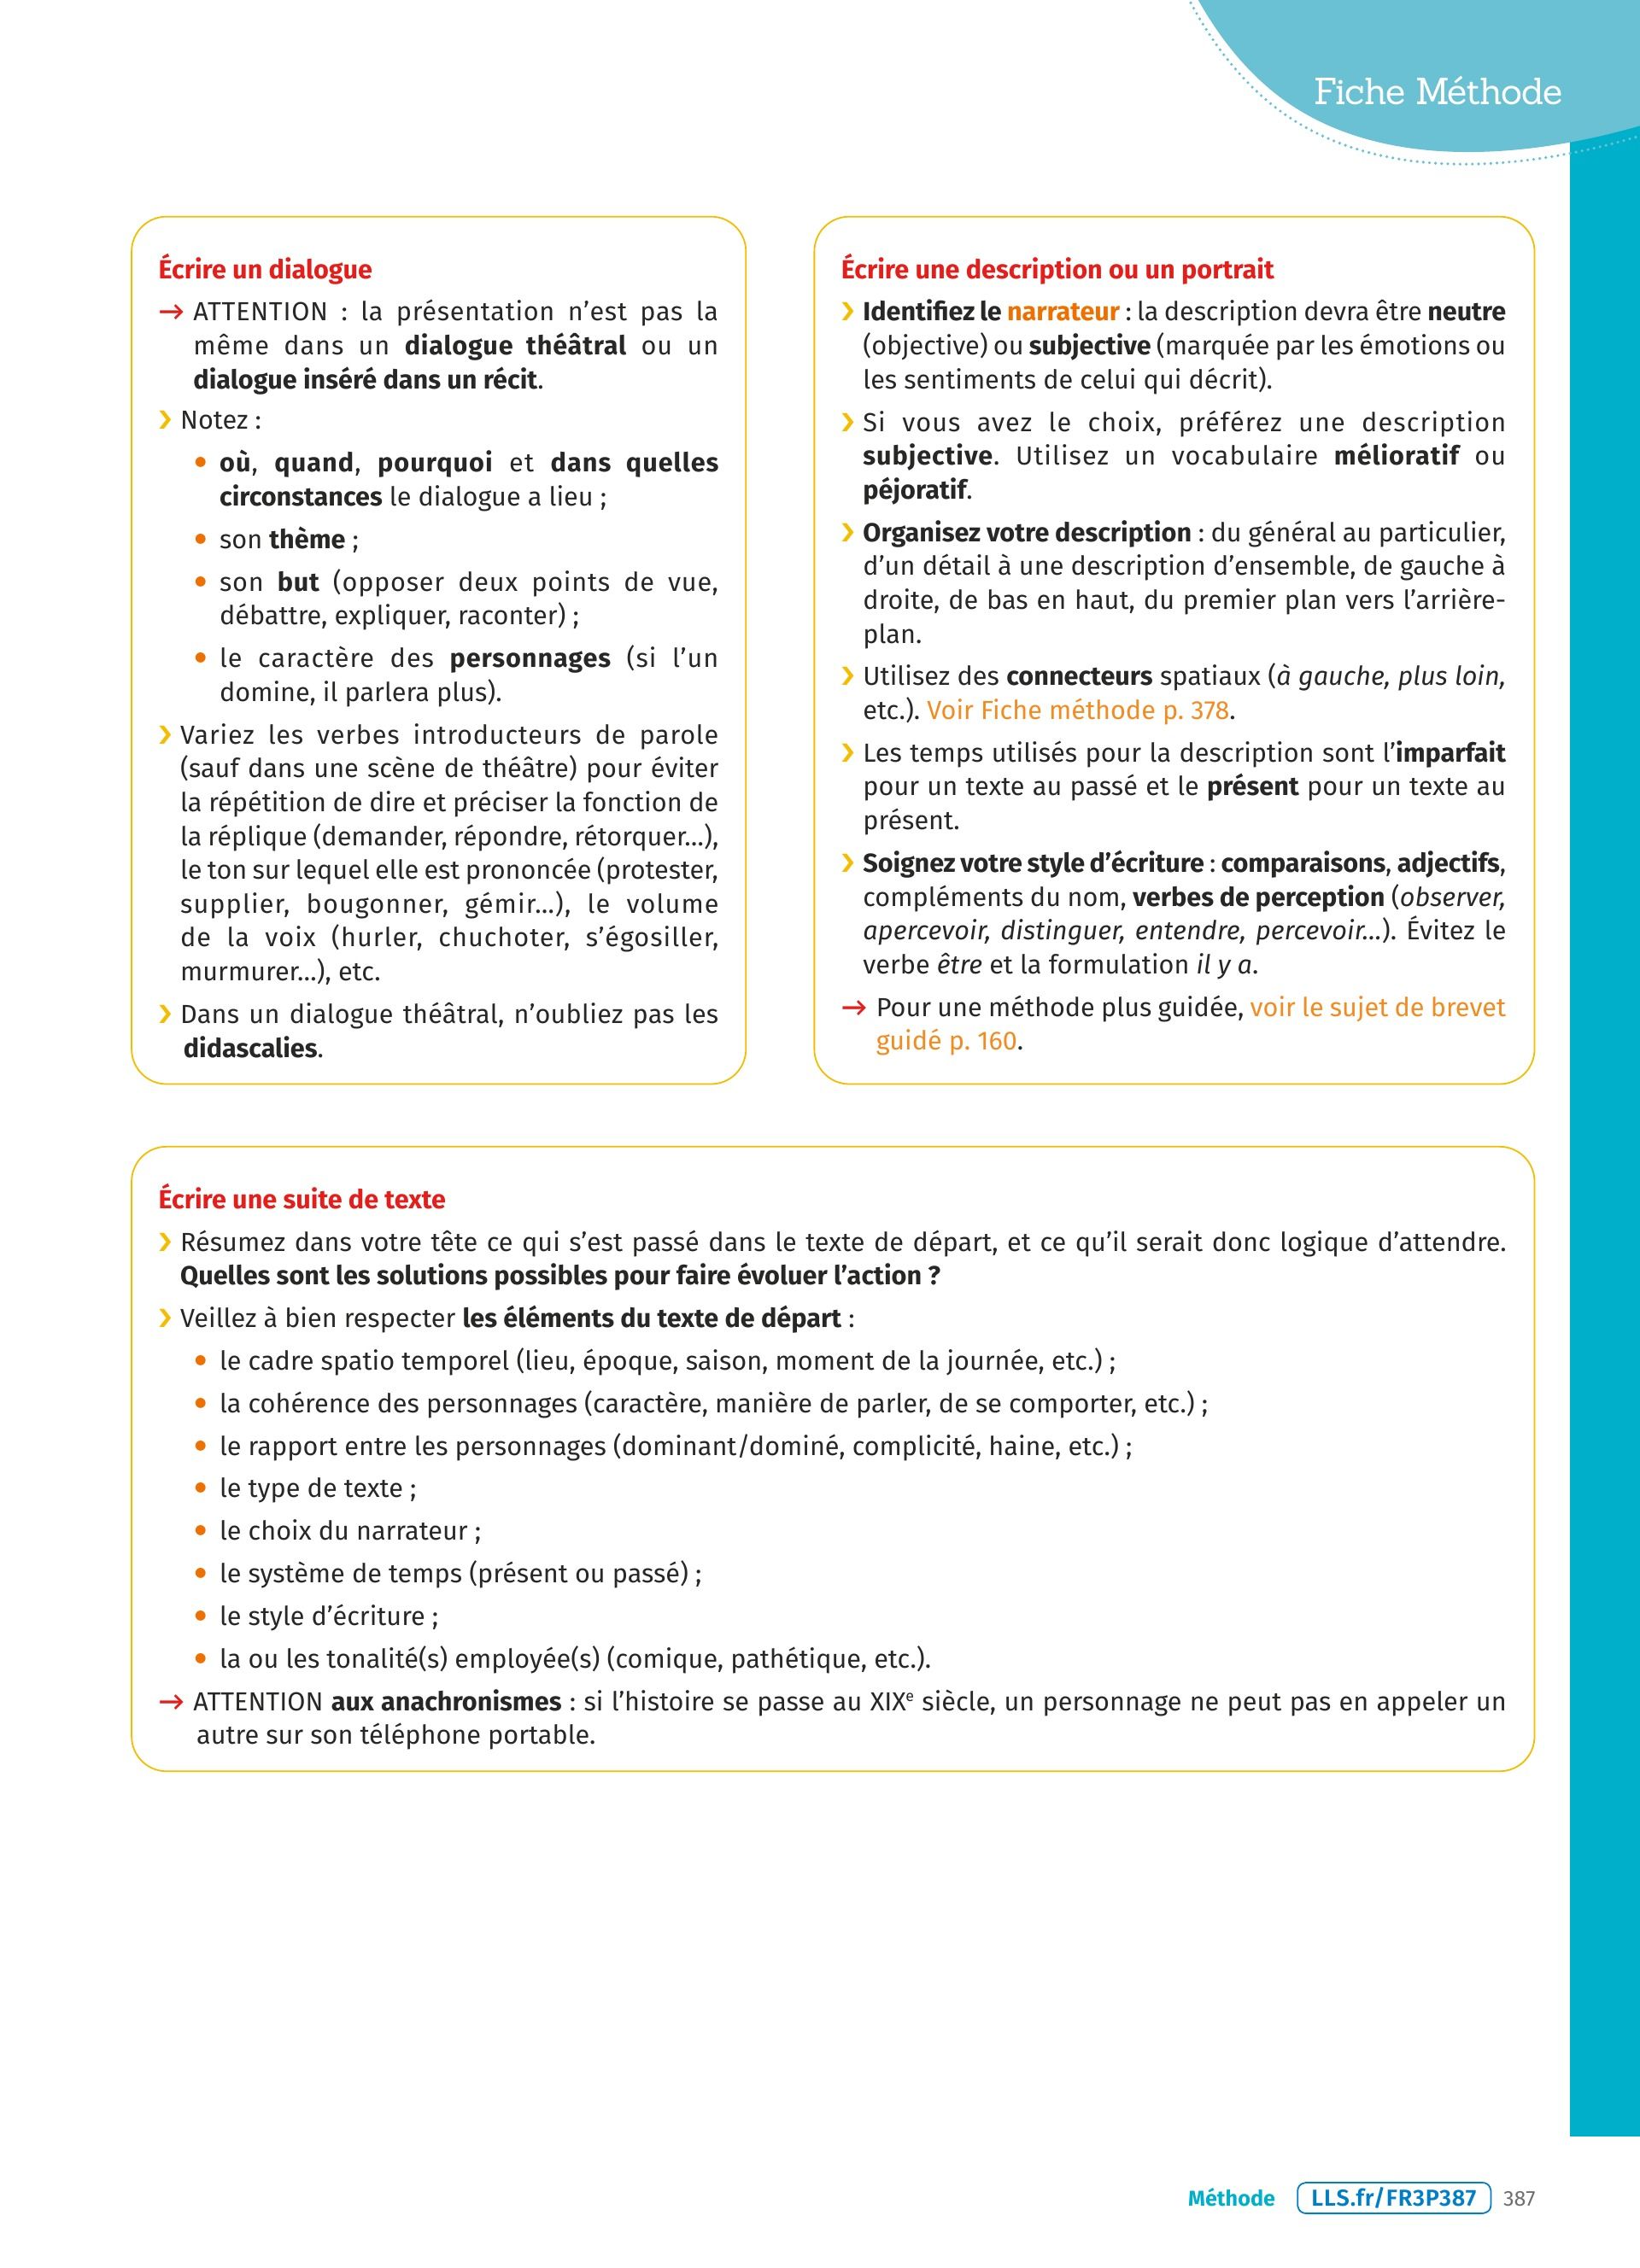 Fiche Méthode
Écrire un dialogue
→ ATTENTION : la présentation n’est pas la
même dans un dialogue théâtral ou un
dialogue inséré dans un récit.
› Notez :
• où, quand, pourquoi et dans quelles
circonstances le dialogue a lieu ;
• son thème ;
• son but (opposer deux points de vue,
débattre, expliquer, raconter) ;
• le caractère des personnages (si l’un
domine, il parlera plus).
› Variez les verbes introducteurs de parole
(sauf dans une scène de théâtre) pour éviter
la répétition de dire et préciser la fonction de
la réplique (demander, répondre, rétorquer...),
le ton sur lequel elle est prononcée (protester,
supplier, bougonner, gémir...), le volume
de la voix (hurler, chuchoter, s’égosiller,
murmurer...), etc.
› Dans un dialogue théâtral, n’oubliez pas les
didascalies.
Écrire une description ou un portrait
› Identifiez le narrateur : la description devra être neutre
(objective) ou subjective (marquée par les émotions ou
les sentiments de celui qui décrit).
› Si vous avez le choix, préférez une description
subjective. Utilisez un vocabulaire mélioratif ou
péjoratif.
› Organisez votre description : du général au particulier,
d’un détail à une description d’ensemble, de gauche à
droite, de bas en haut, du premier plan vers l’arrière-
plan.
› Utilisez des connecteurs spatiaux (à gauche, plus loin,
etc.). Voir Fiche méthode p. 378.
› Les temps utilisés pour la description sont l’imparfait
pour un texte au passé et le présent pour un texte au
présent.
› Soignez votre style d’écriture : comparaisons, adjectifs,
compléments du nom, verbes de perception (observer,
apercevoir, distinguer, entendre, percevoir...). Évitez le
verbe être et la formulation il y a.
→ Pour une méthode plus guidée, voir le sujet de brevet
guidé p. 160.
Écrire une suite de texte
› Résumez dans votre tête ce qui s’est passé dans le texte de départ, et ce qu’il serait donc logique d’attendre.
Quelles sont les solutions possibles pour faire évoluer l’action ?
› Veillez à bien respecter les éléments du texte de départ :
• le cadre spatio temporel (lieu, époque, saison, moment de la journée, etc.) ;
• la cohérence des personnages (caractère, manière de parler, de se comporter, etc.) ;
• le rapport entre les personnages (dominant/dominé, complicité, haine, etc.) ;
• le type de texte ;
• le choix du narrateur ;
• le système de temps (présent ou passé) ;
• le style d’écriture ;
• la ou les tonalité(s) employée(s) (comique, pathétique, etc.).
→ ATTENTION aux anachronismes : si l’histoire se passe au XIXe siècle, un personnage ne peut pas en appeler un
autre sur son téléphone portable.
Méthode LLS.fr/FR3P387 387